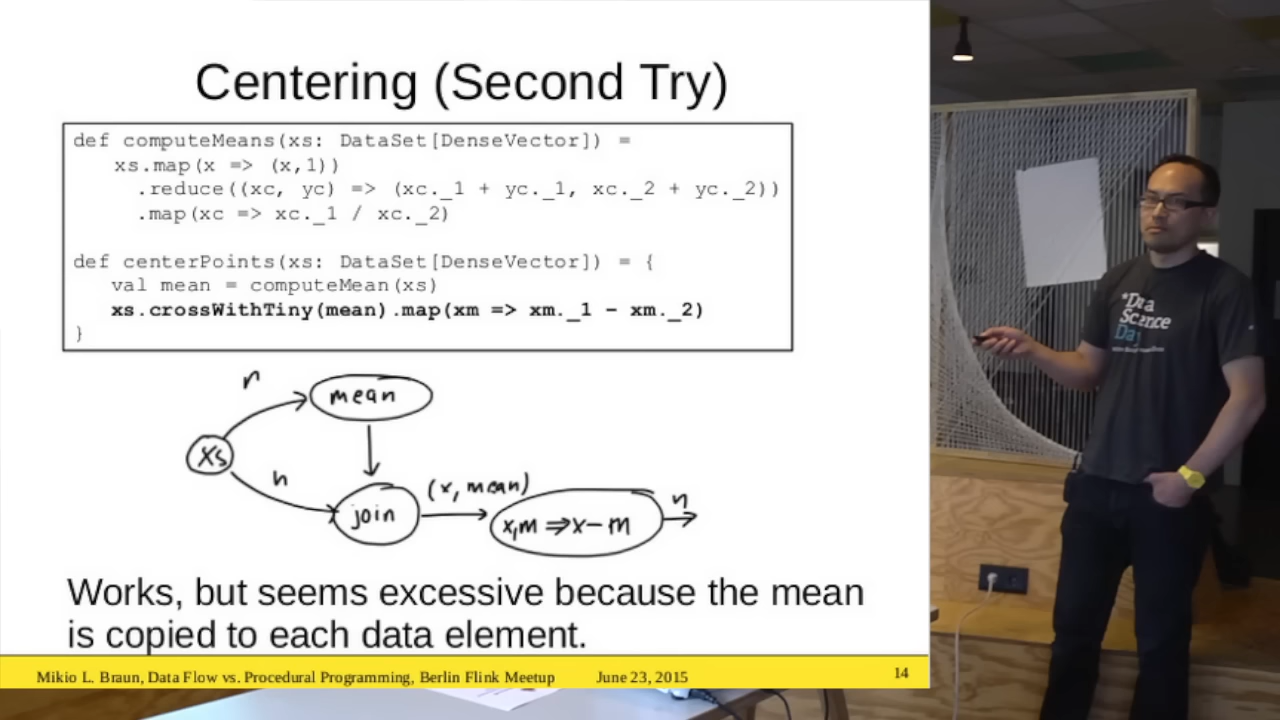 Centering (Second Try)
def computeMeans(xs: DataSet[DenseVector]) =
xs.map(x => (x,1))
.reduce((xc, yc) => (xc._1 + yc._1, xc._2 + yc._2))
.map(xc => xc._1 / xc._2)
def centerPoints(xs: DataSet[DenseVector]) = {
val mean = computeMean(xs)
xs.crossWithTiny(mean).map(xm => xm._1 - xm._2)
}
n
mean
xs
n
(x, mean)
join
x,m ⇒ x-m
n
Works, but seems excessive because the mean
is copied to each data element.
Mikio L. Braun, Data Flow vs. Procedural Programming, Berlin Flink Meetup June 23, 2015 14
Science